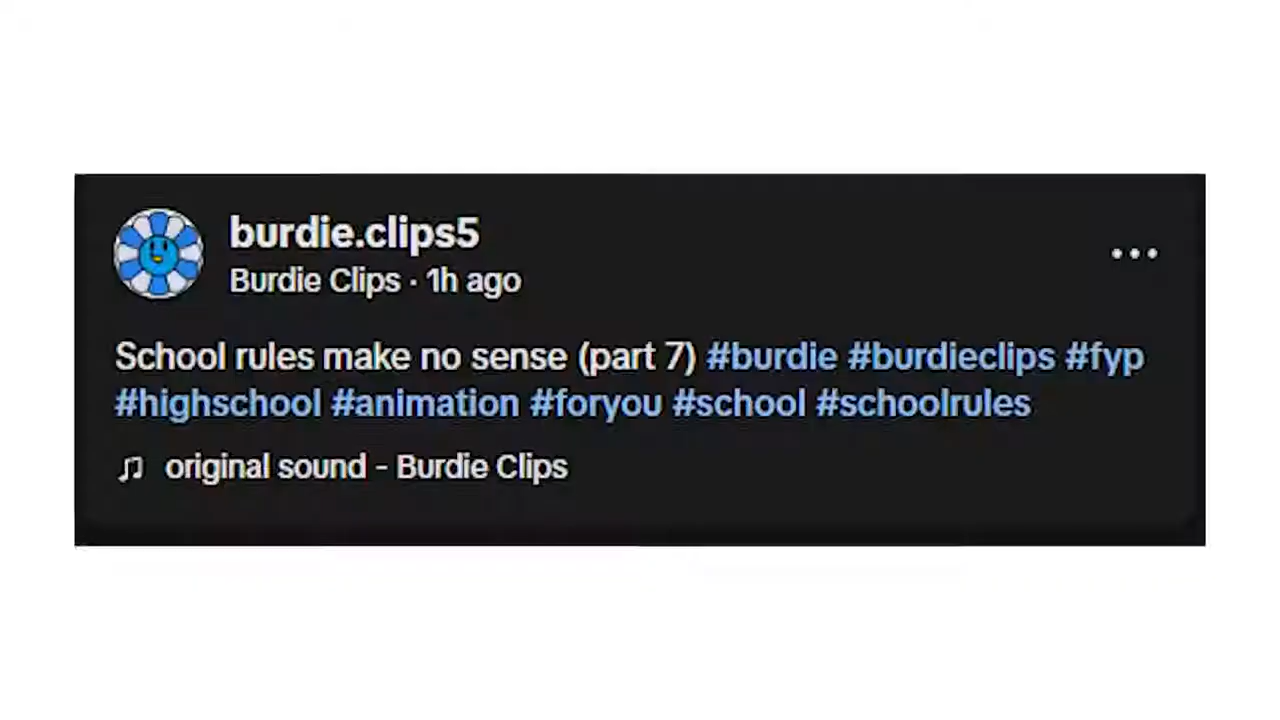 burdie.clips5
Burdie Clips · 1h ago
School rules make no sense (part 7) #burdie #burdieclips #fyp
#highschool #animation #foryou #school #schoolrules
original sound - Burdie Clips